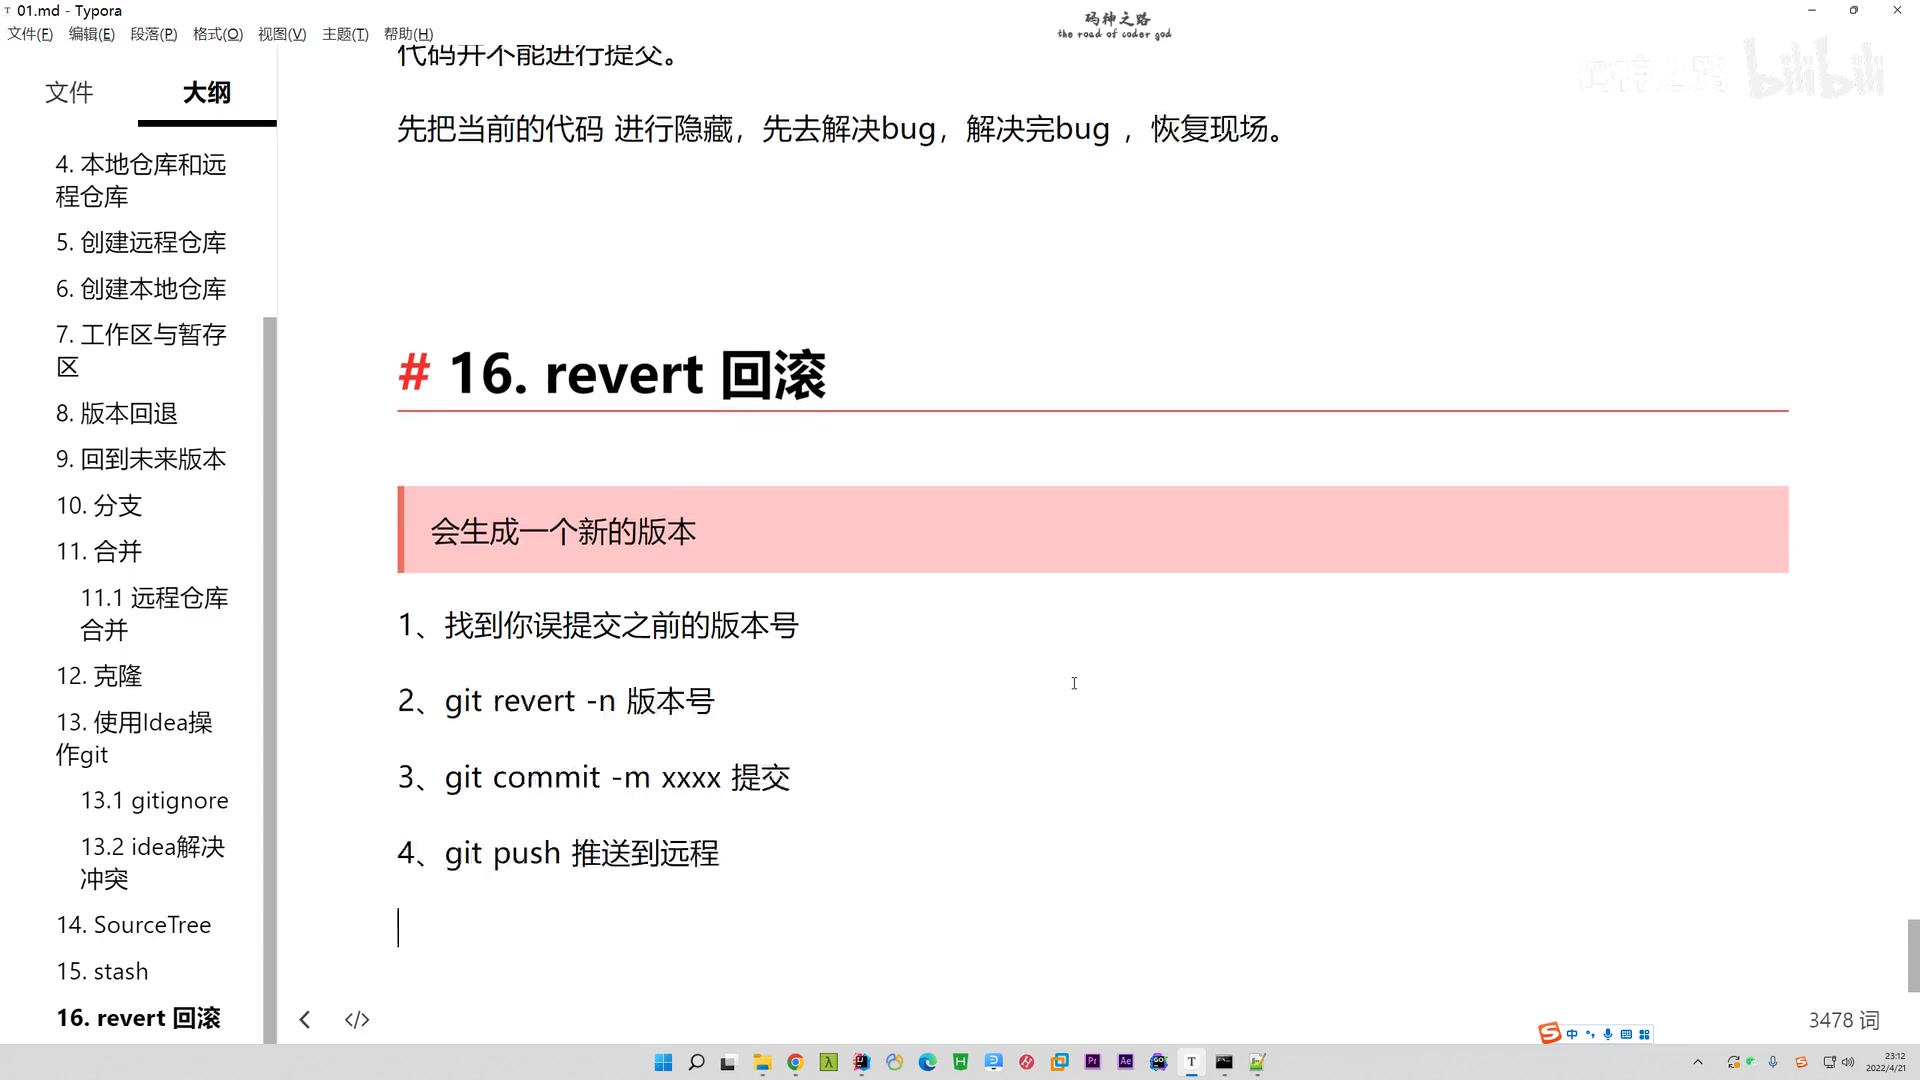 01.md - Typora
文件(F) 编辑(E) 段落(P) 格式(O) 视图(V) 主题(T) 帮助(H)
码神之路
the road of coder god
码神之路 bilibili
文件 大纲
4. 本地仓库和远
程仓库
5. 创建远程仓库
6. 创建本地仓库
7. 工作区与暂存
区
8. 版本回退
9. 回到未来版本
10. 分支
11. 合并
11.1 远程仓库
合并
12. 克隆
13. 使用Idea操
作git
13.1 gitignore
13.2 idea解决
冲突
14. SourceTree
15. stash
16. revert 回滚
代码并不能进行提交。
先把当前的代码 进行隐藏，先去解决bug，解决完bug ，恢复现场。
# 16. revert 回滚
会生成一个新的版本
1、找到你误提交之前的版本号
2、git revert -n 版本号
3、git commit -m xxxx 提交
4、git push 推送到远程
3478 词
中
23:12
2022/4/21